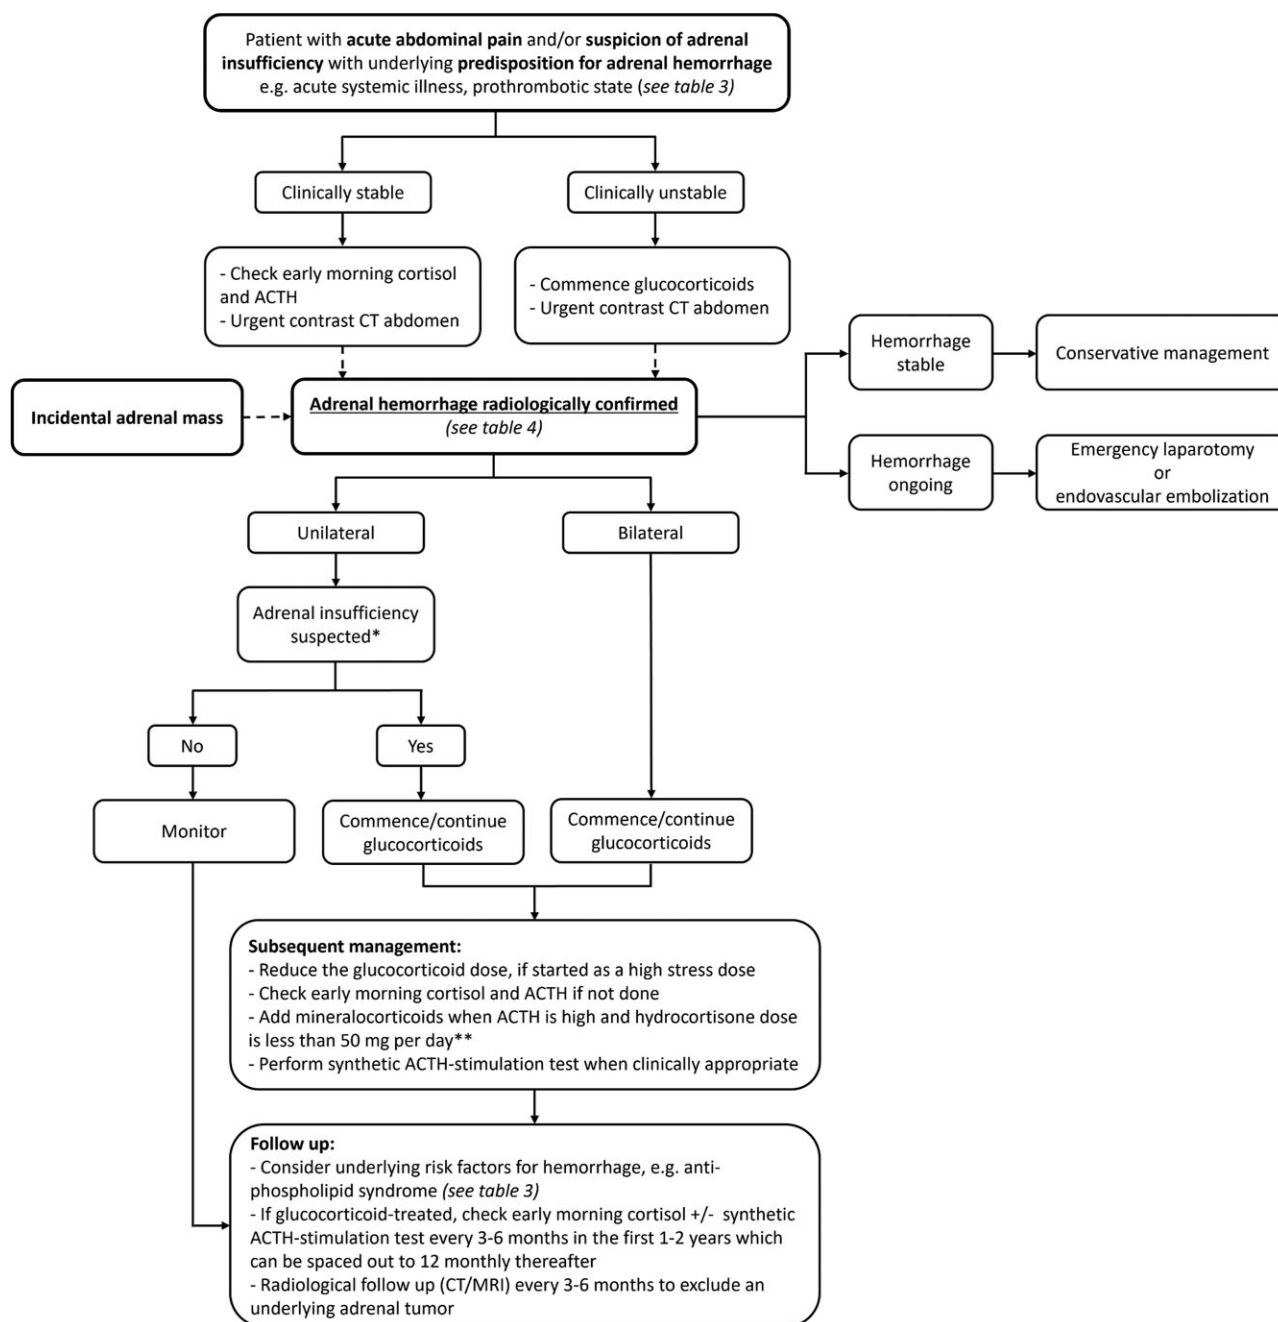 Patient with acute abdominal pain and/or suspicion of adrenal
insufficiency with underlying predisposition for adrenal hemorrhage
e.g. acute systemic illness, prothrombotic state (see table 3)
Clinically stable
Clinically unstable
- Check early morning cortisol
and ACTH
- Urgent contrast CT abdomen
- Commence glucocorticoids
- Urgent contrast CT abdomen
Incidental adrenal mass
Adrenal hemorrhage radiologically confirmed
(see table 4)
Hemorrhage
stable
Conservative management
Hemorrhage
ongoing
Emergency laparotomy
or
endovascular embolization
Unilateral
Bilateral
Adrenal insufficiency
suspected*
No
Yes
Monitor
Commence/continue
glucocorticoids
Commence/continue
glucocorticoids
Subsequent management:
- Reduce the glucocorticoid dose, if started as a high stress dose
- Check early morning cortisol and ACTH if not done
- Add mineralocorticoids when ACTH is high and hydrocortisone dose
is less than 50 mg per day**
- Perform synthetic ACTH-stimulation test when clinically appropriate
Follow up:
- Consider underlying risk factors for hemorrhage, e.g. anti-
phospholipid syndrome (see table 3)
- If glucocorticoid-treated, check early morning cortisol +/- synthetic
ACTH-stimulation test every 3-6 months in the first 1-2 years which
can be spaced out to 12 monthly thereafter
- Radiological follow up (CT/MRI) every 3-6 months to exclude an
underlying adrenal tumor